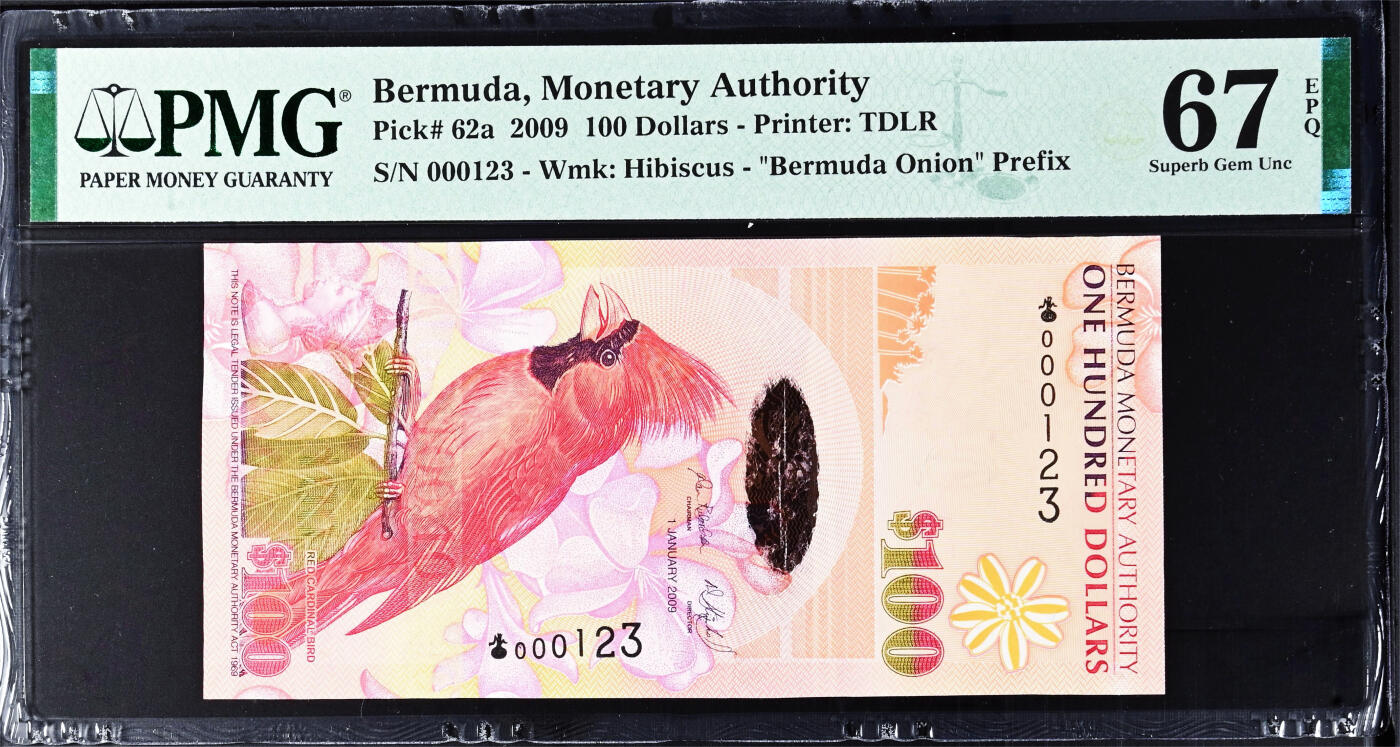 PMG®
PAPER MONEY GUARANTY
Bermuda, Monetary Authority
Pick# 62a 2009 100 Dollars - Printer: TDLR
S/N 000123 - Wmk: Hibiscus - "Bermuda Onion" Prefix
67
EPQ
Superb Gem Unc
BERMUDA MONETARY AUTHORITY
ONE HUNDRED DOLLARS
000123
$100
CHAIRMAN
DIRECTOR
1 JANUARY 2009
000123
RED CARDINAL BIRD
$100
THIS NOTE IS LEGAL TENDER ISSUED UNDER THE BERMUDA MONETARY AUTHORITY ACT 1969